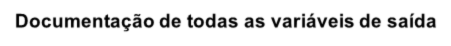 Documentação de todas as variáveis de saída